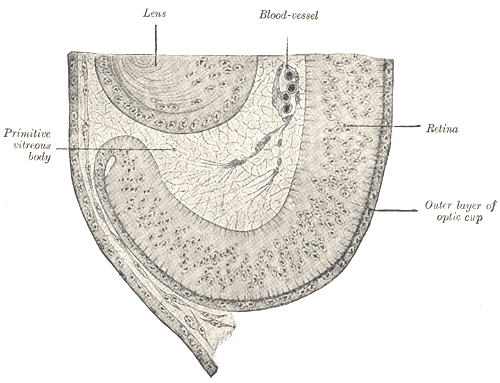 Lens
Blood-vessel
Primitive
vitreous
body
Retina
Outer layer of
optic cup